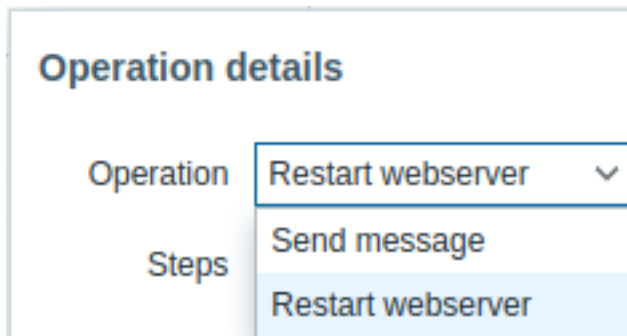 Operation details
Operation Restart webserver
Send message
Steps
Restart webserver